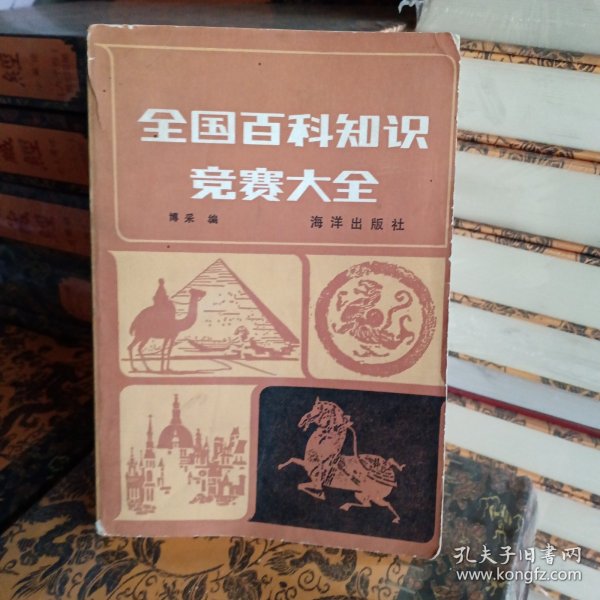 全国百科知识
竞赛大全
博采 编 海洋出版社
孔夫子旧书网
www.kongfz.com